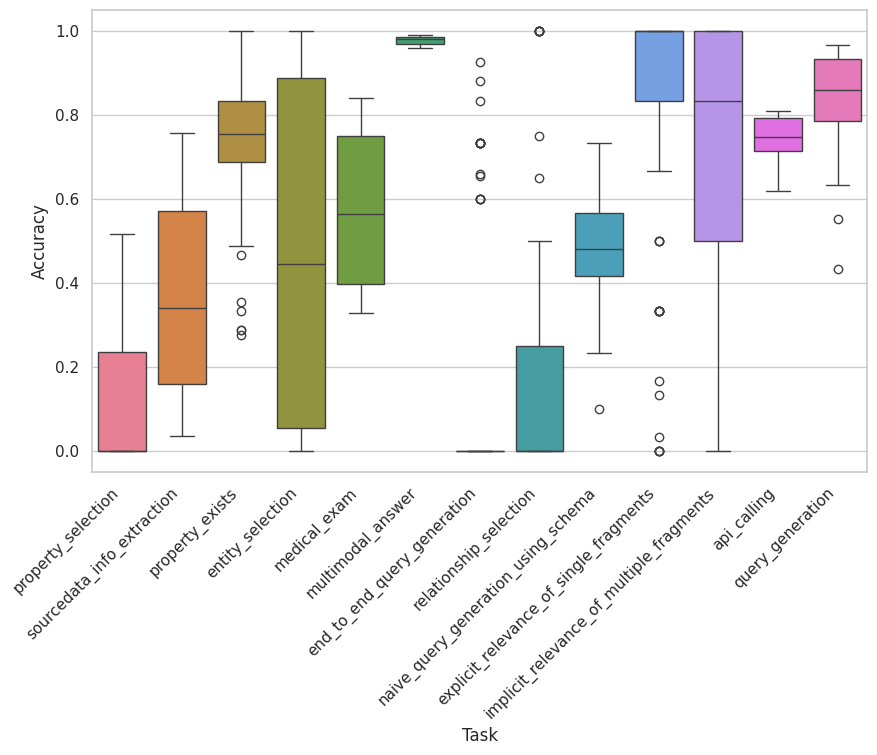 1.0
0.8
0.6
0.4
0.2
0.0
Accuracy
property_selection
sourcedata_info_extraction
property_exists
entity_selection
medical_exam
multimodal_answer
end_to_end_query_generation
relationship_selection
naive_query_generation_using_schema
explicit_relevance_of_single_fragments
implicit_relevance_of_multiple_fragments
api_calling
query_generation
Task